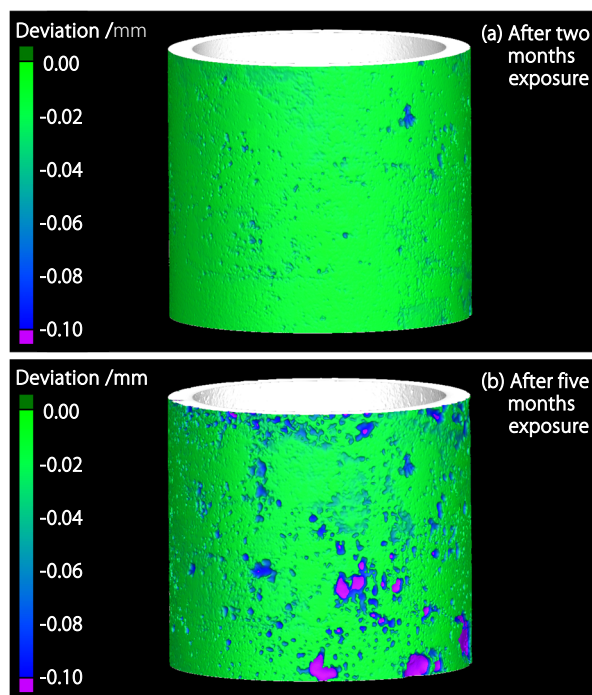 Deviation /mm
(a) After two
months
exposure
0.00
-0.02
-0.04
-0.06
-0.08
-0.10
Deviation /mm
(b) After five
months
exposure
0.00
-0.02
-0.04
-0.06
-0.08
-0.10